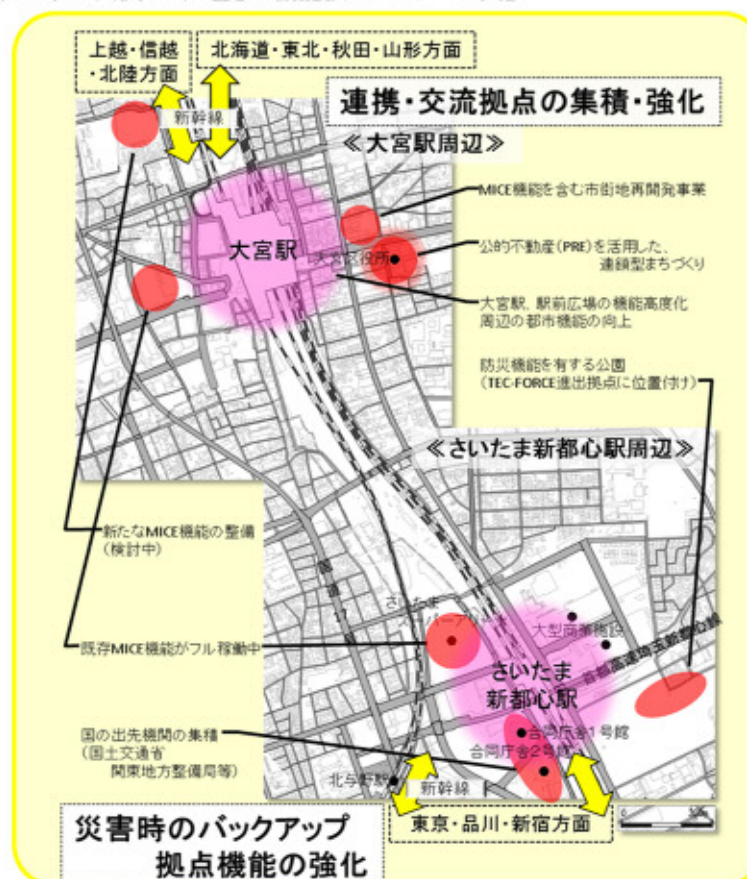 上越・信越
・北陸方面
北海道・東北・秋田・山形方面
新幹線
連携・交流拠点の集積・強化
≪大宮駅周辺≫
MICE機能を含む市街地再開発事業
大宮駅
大宮区役所
公的不動産(PRE)を活用した、
連鎖型まちづくり
大宮駅、駅前広場の機能高度化
周辺の都市機能の向上
防災機能を有する公園
(TEC-FORCE進出拠点に位置付け)
≪さいたま新都心駅周辺≫
新たなMICE機能の整備
(検討中)
さいたま
スーパーアリーナ
大型商業施設
首都高速埼玉新都心線
既存MICE機能がフル稼働中
さいたま
新都心駅
国の出先機関の集積
(国土交通省
関東地方整備局等)
合同庁舎1号館
合同庁舎2号館
北与野駅
新幹線
東京・品川・新宿方面
災害時のバックアップ
拠点機能の強化